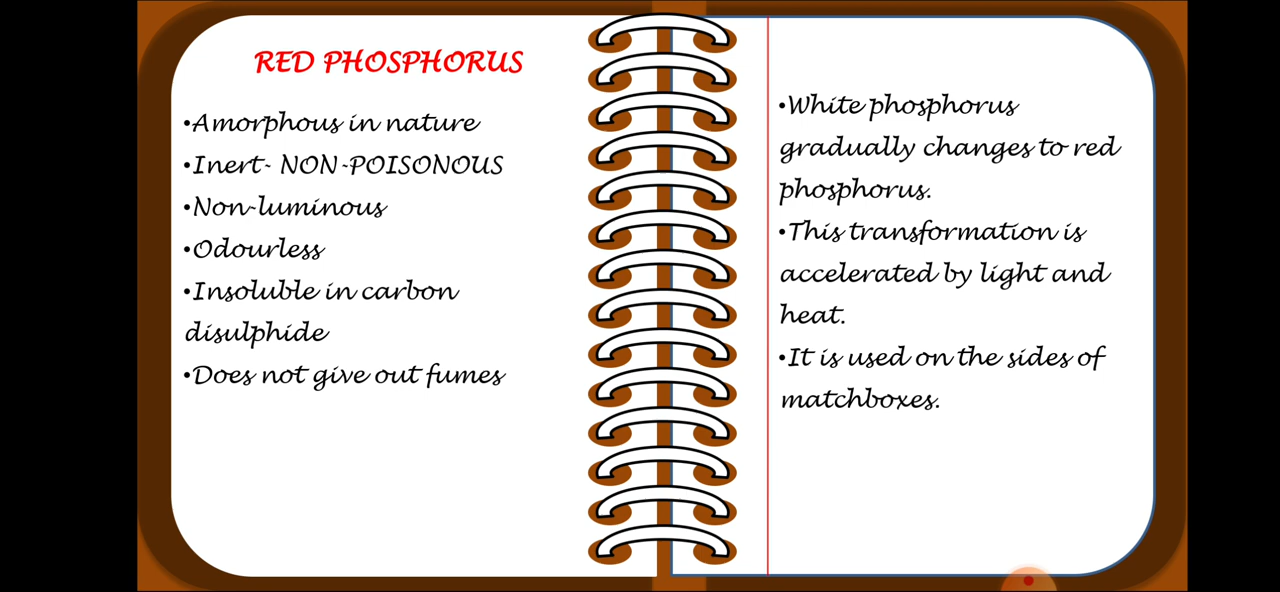 RED PHOSPHORUS
•Amorphous in nature
•Inert- NON-POISONOUS
•Non-luminous
•Odourless
•Insoluble in carbon
disulphide
•Does not give out fumes
•White phosphorus
gradually changes to red
phosphorus.
•This transformation is
accelerated by light and
heat.
•It is used on the sides of
matchboxes.